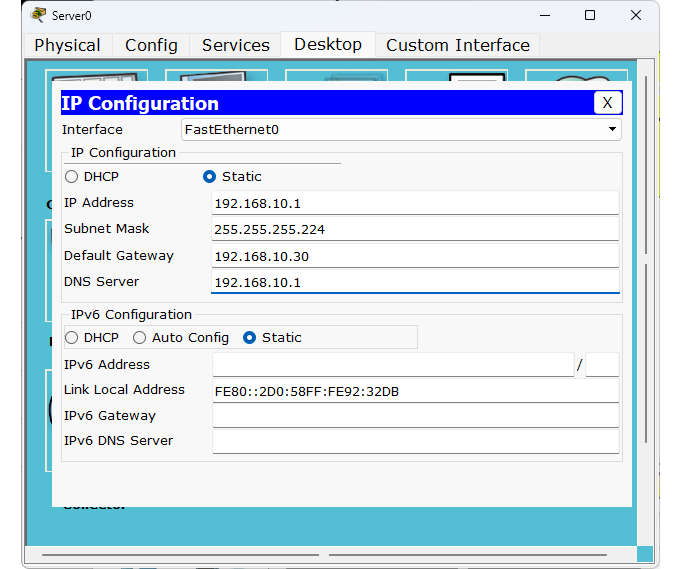 Server0
Physical Config Services Desktop Custom Interface
IP Configuration X
Interface FastEthernet0
IP Configuration
DHCP Static
IP Address 192.168.10.1
Subnet Mask 255.255.255.224
Default Gateway 192.168.10.30
DNS Server 192.168.10.1
IPv6 Configuration
DHCP Auto Config Static
IPv6 Address /
Link Local Address FE80::2D0:58FF:FE92:32DB
IPv6 Gateway
IPv6 DNS Server